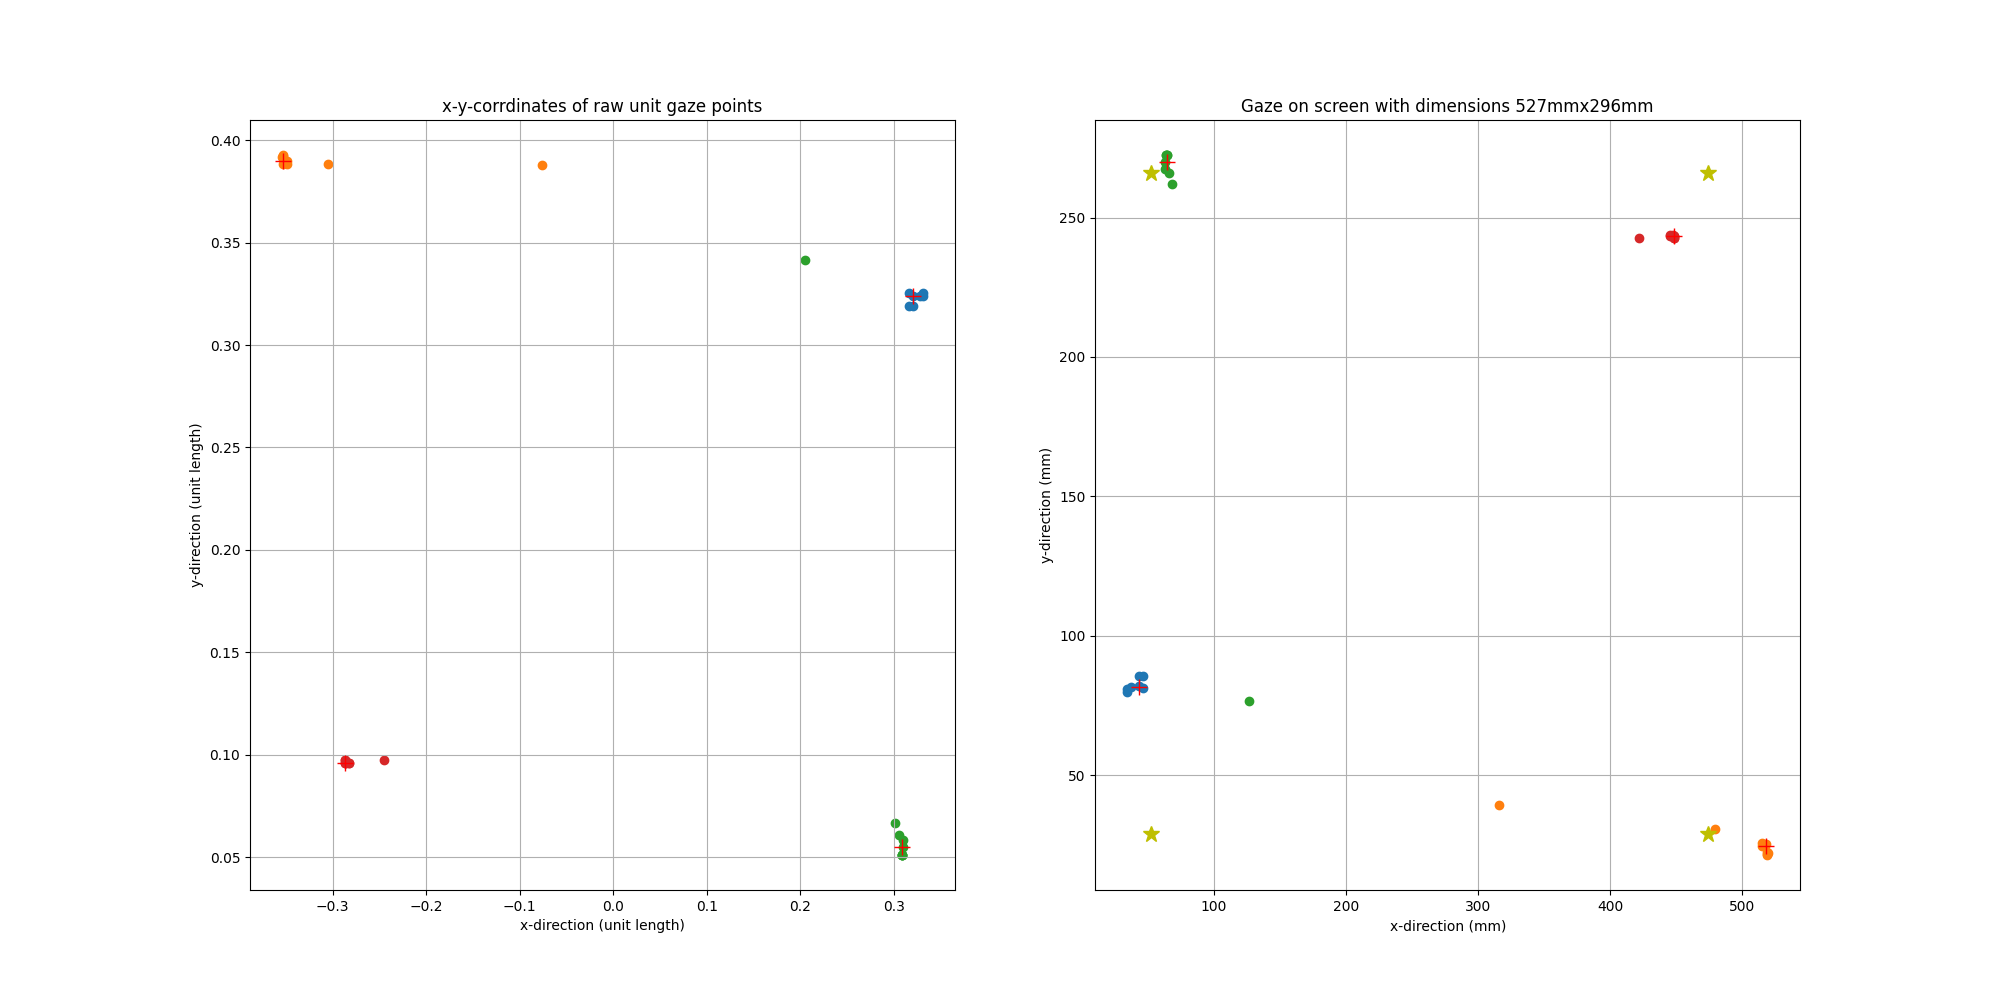 x-y-corrdinates of raw unit gaze points
0.40
0.35
0.30
0.25
0.20
0.15
0.10
0.05
y-direction (unit length)
−0.3 −0.2 −0.1 0.0 0.1 0.2 0.3
x-direction (unit length)
Gaze on screen with dimensions 527mmx296mm
250
200
150
100
50
y-direction (mm)
100 200 300 400 500
x-direction (mm)